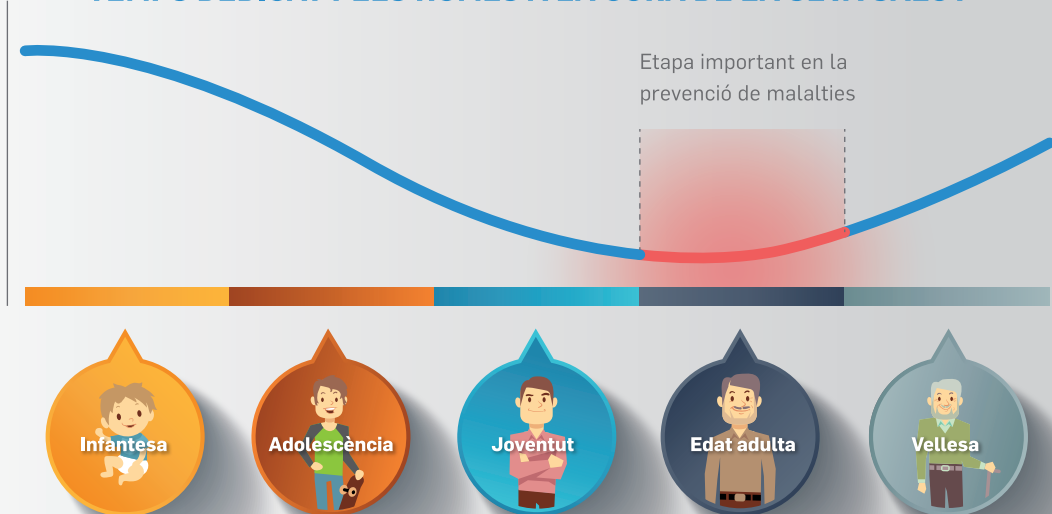 Etapa important en la
prevenció de malalties
Infantesa
Adolescència
Joventut
Edat adulta
Vellesa